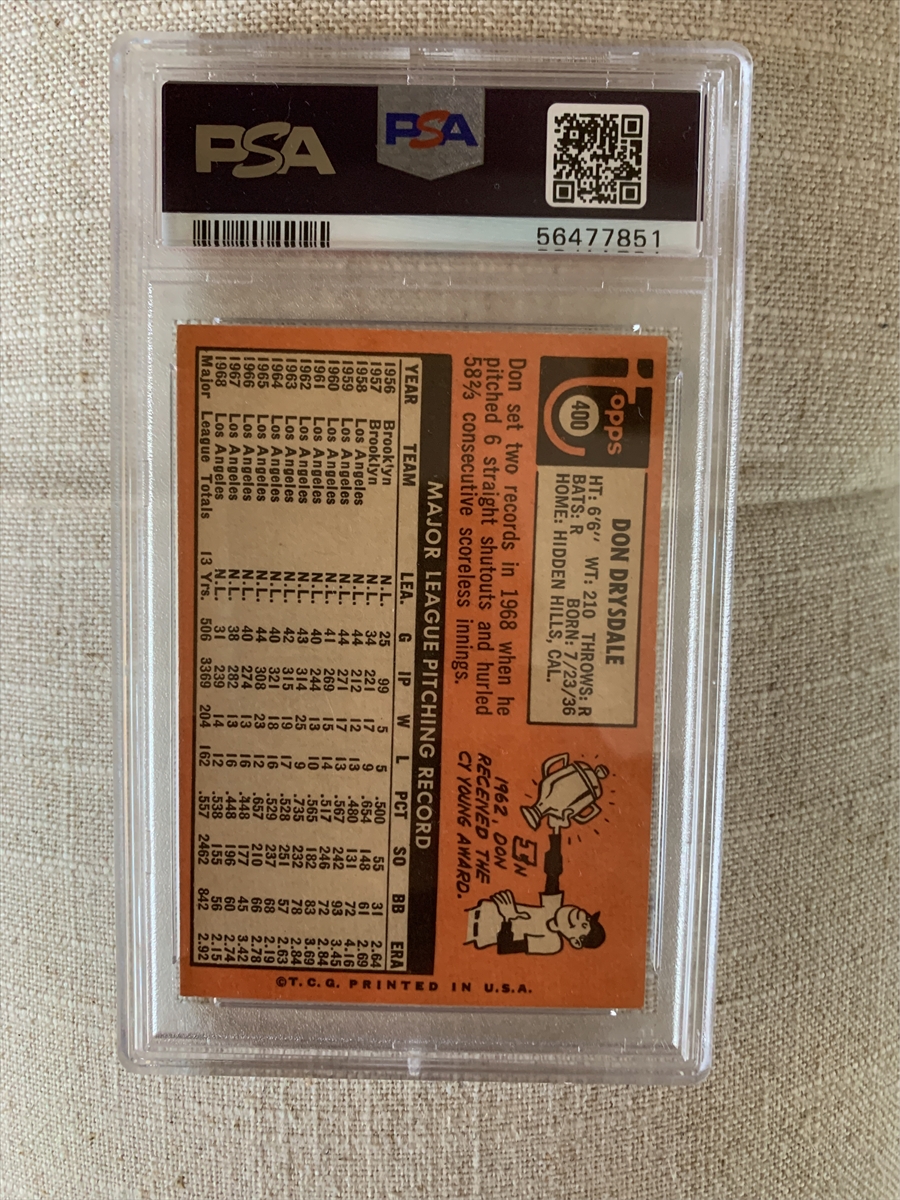 PSA
PSA
56477851
Topps
400
DON DRYSDALE
HT: 6'6" WT: 210 THROWS: R
BATS: R BORN: 7/23/36
HOME: HIDDEN HILLS, CAL.
Don set two records in 1968 when he
pitched 6 straight shutouts and hurled
58⅔ consecutive scoreless innings.
IN
1962, DON
RECEIVED THE
CY YOUNG AWARD.
MAJOR LEAGUE PITCHING RECORD
YEAR TEAM LEA. G IP W L PCT SO BB ERA
1956 Brooklyn N.L. 25 99 5 5 .500 55 31 2.64
1957 Brooklyn N.L. 34 221 17 9 .654 148 61 2.69
1958 Los Angeles N.L. 44 212 12 13 .480 131 72 4.16
1959 Los Angeles N.L. 44 271 17 13 .567 242 93 3.45
1960 Los Angeles N.L. 41 269 15 14 .517 246 72 2.84
1961 Los Angeles N.L. 40 244 13 10 .565 182 83 3.69
1962 Los Angeles N.L. 43 314 25 9 .735 232 78 2.84
1963 Los Angeles N.L. 42 315 19 17 .528 251 57 2.63
1964 Los Angeles N.L. 40 321 18 16 .529 237 68 2.19
1965 Los Angeles N.L. 44 308 23 12 .657 210 66 2.78
1966 Los Angeles N.L. 40 274 13 16 .448 177 45 3.42
1967 Los Angeles N.L. 38 282 13 16 .448 196 60 2.74
1968 Los Angeles N.L. 31 239 14 12 .538 155 56 2.15
Major League Totals 13 Yrs. 506 3369 204 162 .557 2462 842 2.92
©T.C.G. PRINTED IN U.S.A.